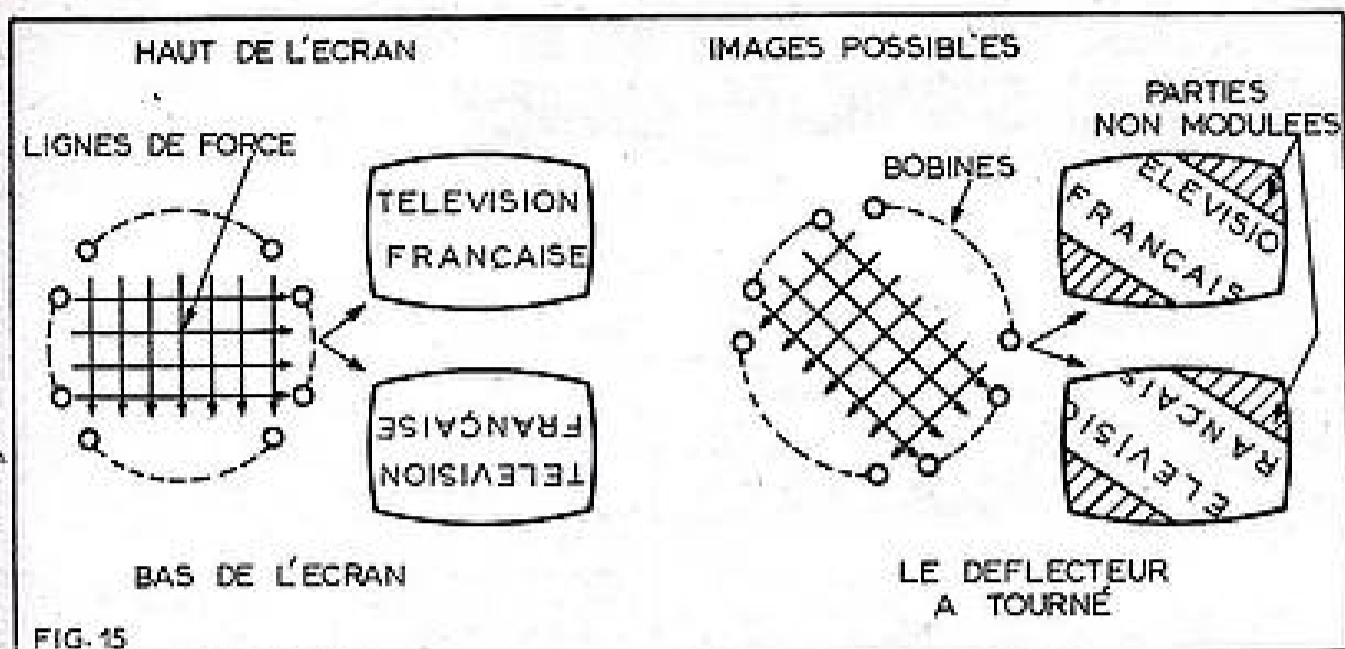 HAUT DE L'ECRAN
IMAGES POSSIBLES
LIGNES DE FORCE
BOBINES
PARTIES
NON MODULEES
TELEVISION
FRANCAISE
ELEVISIO
FRANCAIS
TELEVISION
FRANÇAISE
ELEVISIO
RANCAIS
BAS DE L'ECRAN
LE DEFLECTEUR
A TOURNÉ
FIG. 15